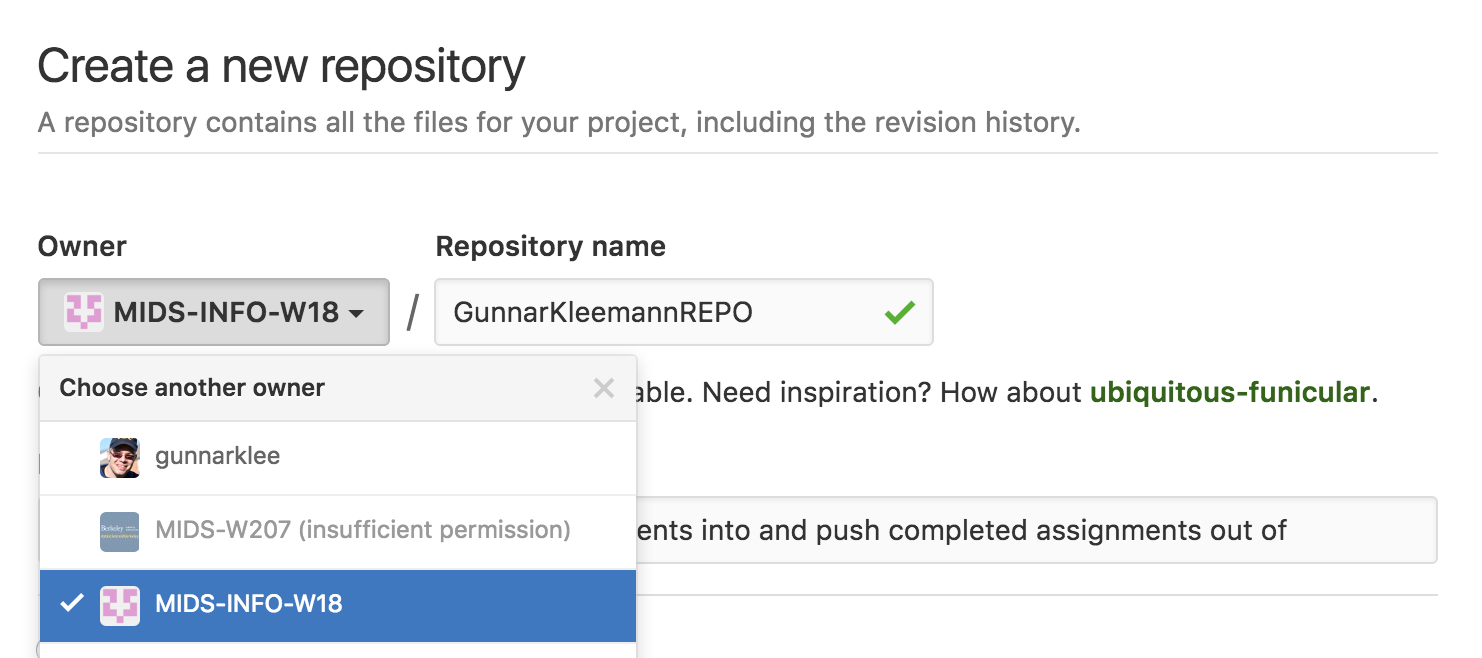 Create a new repository
A repository contains all the files for your project, including the revision history.
Owner Repository name
MIDS-INFO-W18 / GunnarKleemannREPO
Choose another owner
able. Need inspiration? How about ubiquitous-funicular.
gunnarklee
Berkeley
MIDS-W207 (insufficient permission)
ents into and push completed assignments out of
MIDS-INFO-W18